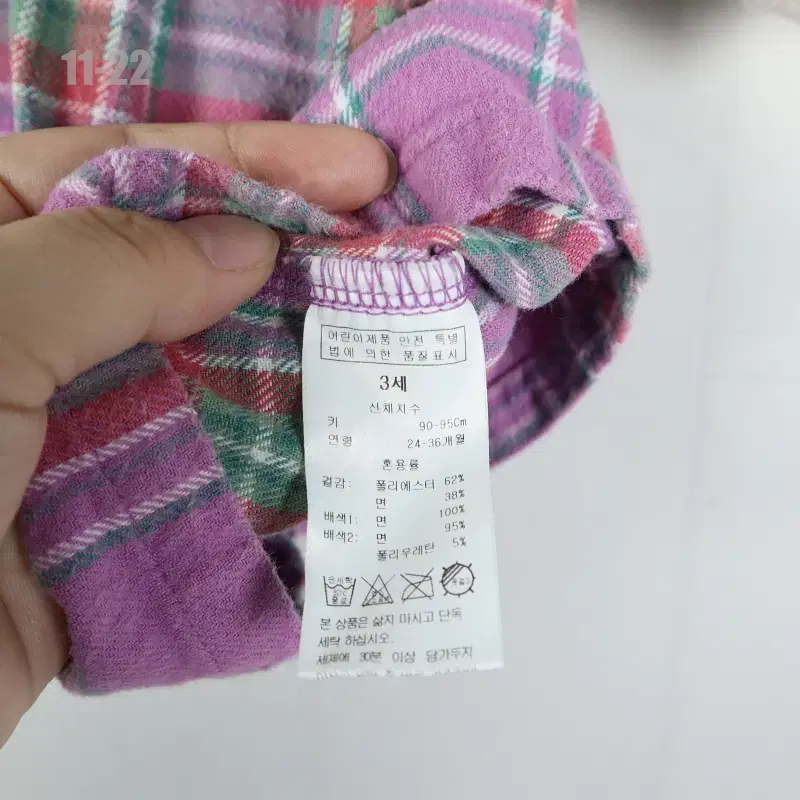 11-22
어린이제품 안전 특별
법에 의한 품질표시
3세
신체치수
키 90-95Cm
연령 24-36개월
혼용률
겉감: 폴리에스터 62%
면 38%
배색1: 면 100%
배색2: 면 95%
폴리우레탄 5%
본 상품은 삶지 마시고 단독
세탁 하십시오.
세제에 30분 이상 담가두지